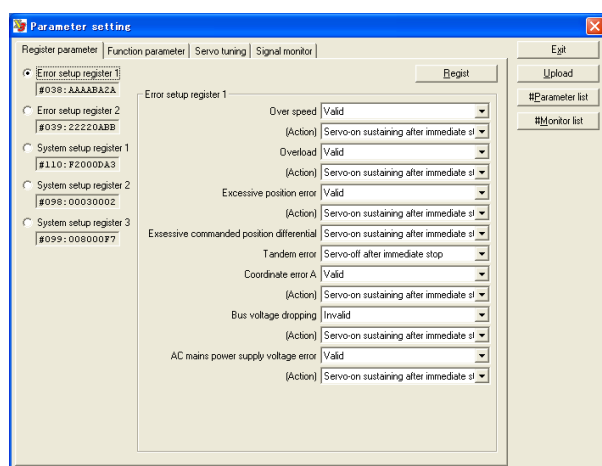 Parameter setting
Register parameter Function parameter Servo tuning Signal monitor
Exit
Upload
#Parameter list
#Monitor list
Error setup register 1
#038:AAAABA2A
Error setup register 2
#039:22220ABB
System setup register 1
#110:F2000DA3
System setup register 2
#098:00030002
System setup register 3
#099:008000F7
Regist
Error setup register 1
Over speed Valid
(Action) Servo-on sustaining after immediate st
Overload Valid
(Action) Servo-on sustaining after immediate st
Excessive position error Valid
(Action) Servo-on sustaining after immediate st
Exsessive commanded position differential Servo-on sustaining after immediate st
Tandem error Servo-off after immediate stop
Coordinate error A Valid
(Action) Servo-on sustaining after immediate st
Bus voltage dropping Invalid
(Action) Servo-on sustaining after immediate st
AC mains power supply voltage error Valid
(Action) Servo-on sustaining after immediate st